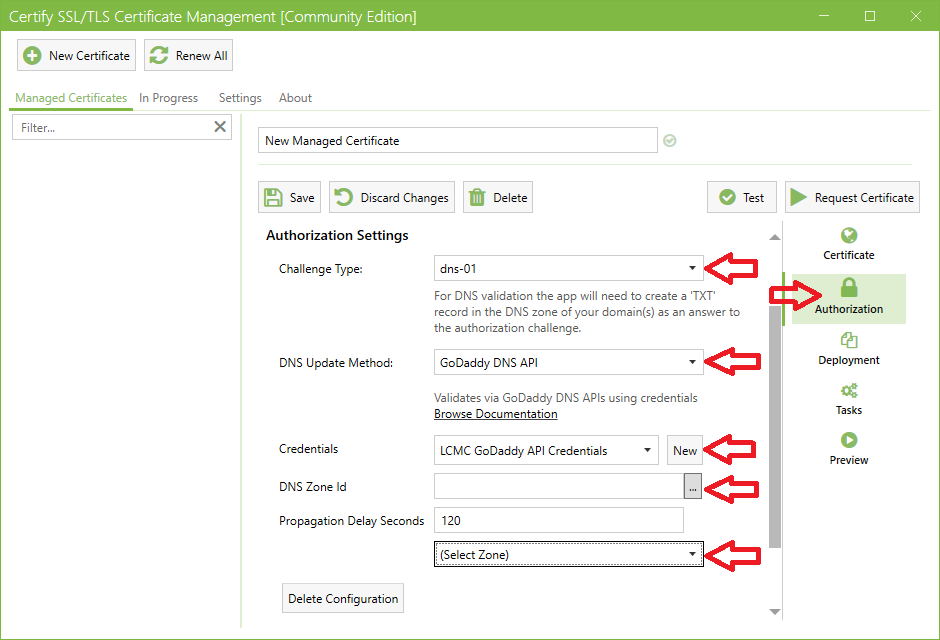 Certify SSL/TLS Certificate Management [Community Edition]
New Certificate
Renew All
Managed Certificates
In Progress
Settings
About
Filter...
New Managed Certificate
Save
Discard Changes
Delete
Test
Request Certificate
Authorization Settings
Challenge Type:
dns-01
For DNS validation the app will need to create a 'TXT'
record in the DNS zone of your domain(s) as an answer to
the authorization challenge.
DNS Update Method:
GoDaddy DNS API
Validates via GoDaddy DNS APIs using credentials
Browse Documentation
Credentials
LCMC GoDaddy API Credentials
New
DNS Zone Id
...
Propagation Delay Seconds
120
(Select Zone)
Delete Configuration
Certificate
Authorization
Deployment
Tasks
Preview